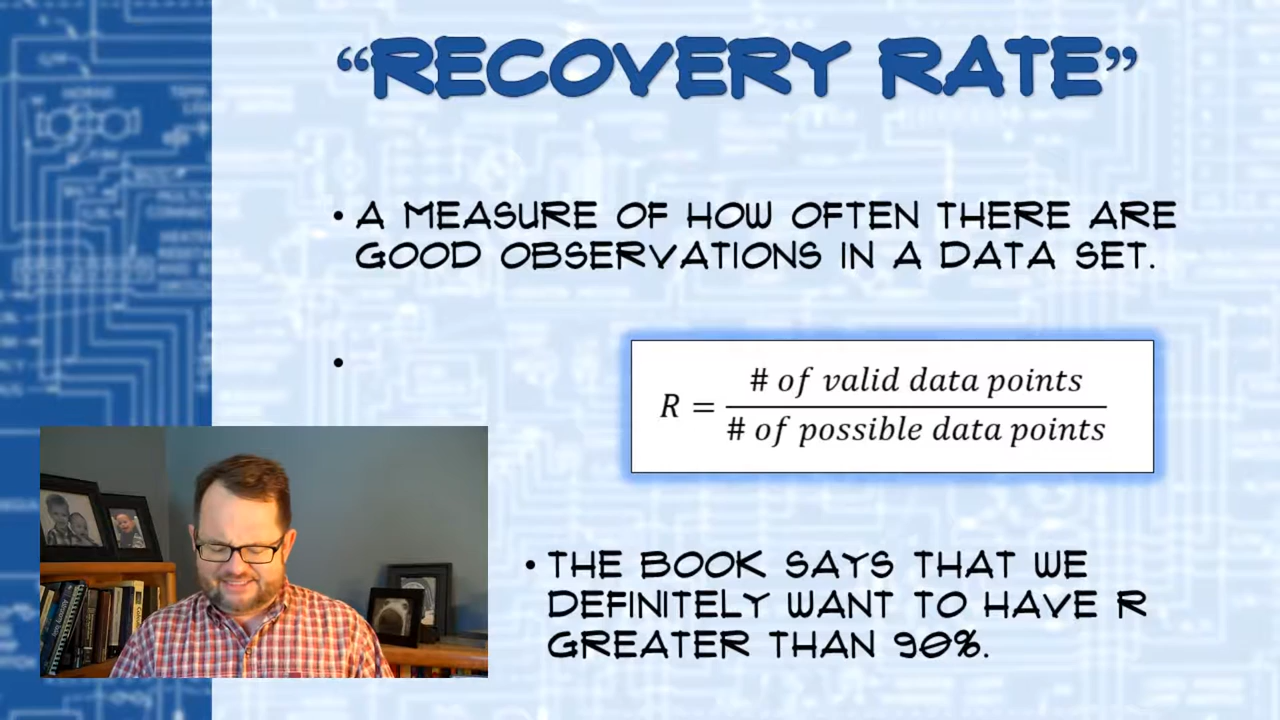 “RECOVERY RATE”
• A MEASURE OF HOW OFTEN THERE ARE
GOOD OBSERVATIONS IN A DATA SET.
•
R = # of valid data points / # of possible data points
• THE BOOK SAYS THAT WE
DEFINITELY WANT TO HAVE R
GREATER THAN 90%.